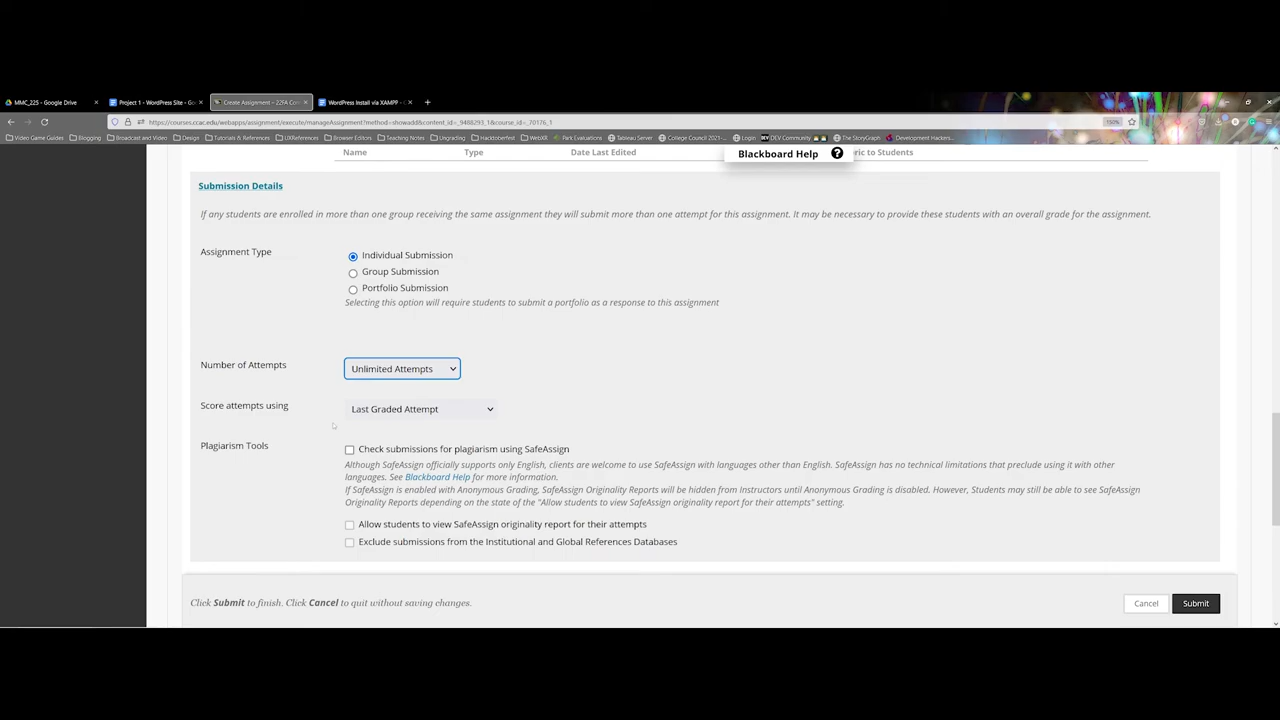 MMC_225 - Google Drive
Project 1 - WordPress Site - Go
Create Assignment – 22FA Co
WordPress Install via XAMPP - G
https://courses.ccac.edu/webapps/assignment/execute/manageAssignment?method=showadd&content_id=_9488293_1&course_id=_70176_1
150%
Video Game Guides
Blogging
Broadcast and Video
Design
Tutorials & References
UXReferences
Browser Editors
Teaching Notes
Ungrading
Hacktoberfest
WebXR
Park Evaluations
Tableau Server
College Council 2021-...
Login
DEV Community
The StoryGraph
Development Hackers...
Name Type Date Last Edited
Blackboard Help
ric to Students
Submission Details
If any students are enrolled in more than one group receiving the same assignment they will submit more than one attempt for this assignment. It may be necessary to provide these students with an overall grade for the assignment.
Assignment Type
Individual Submission
Group Submission
Portfolio Submission
Selecting this option will require students to submit a portfolio as a response to this assignment
Number of Attempts
Unlimited Attempts
Score attempts using
Last Graded Attempt
Plagiarism Tools
Check submissions for plagiarism using SafeAssign
Although SafeAssign officially supports only English, clients are welcome to use SafeAssign with languages other than English. SafeAssign has no technical limitations that preclude using it with other
languages. See Blackboard Help for more information.
If SafeAssign is enabled with Anonymous Grading, SafeAssign Originality Reports will be hidden from Instructors until Anonymous Grading is disabled. However, Students may still be able to see SafeAssign
Originality Reports depending on the state of the "Allow students to view SafeAssign originality report for their attempts" setting.
Allow students to view SafeAssign originality report for their attempts
Exclude submissions from the Institutional and Global References Databases
Click Submit to finish. Click Cancel to quit without saving changes.
Cancel
Submit